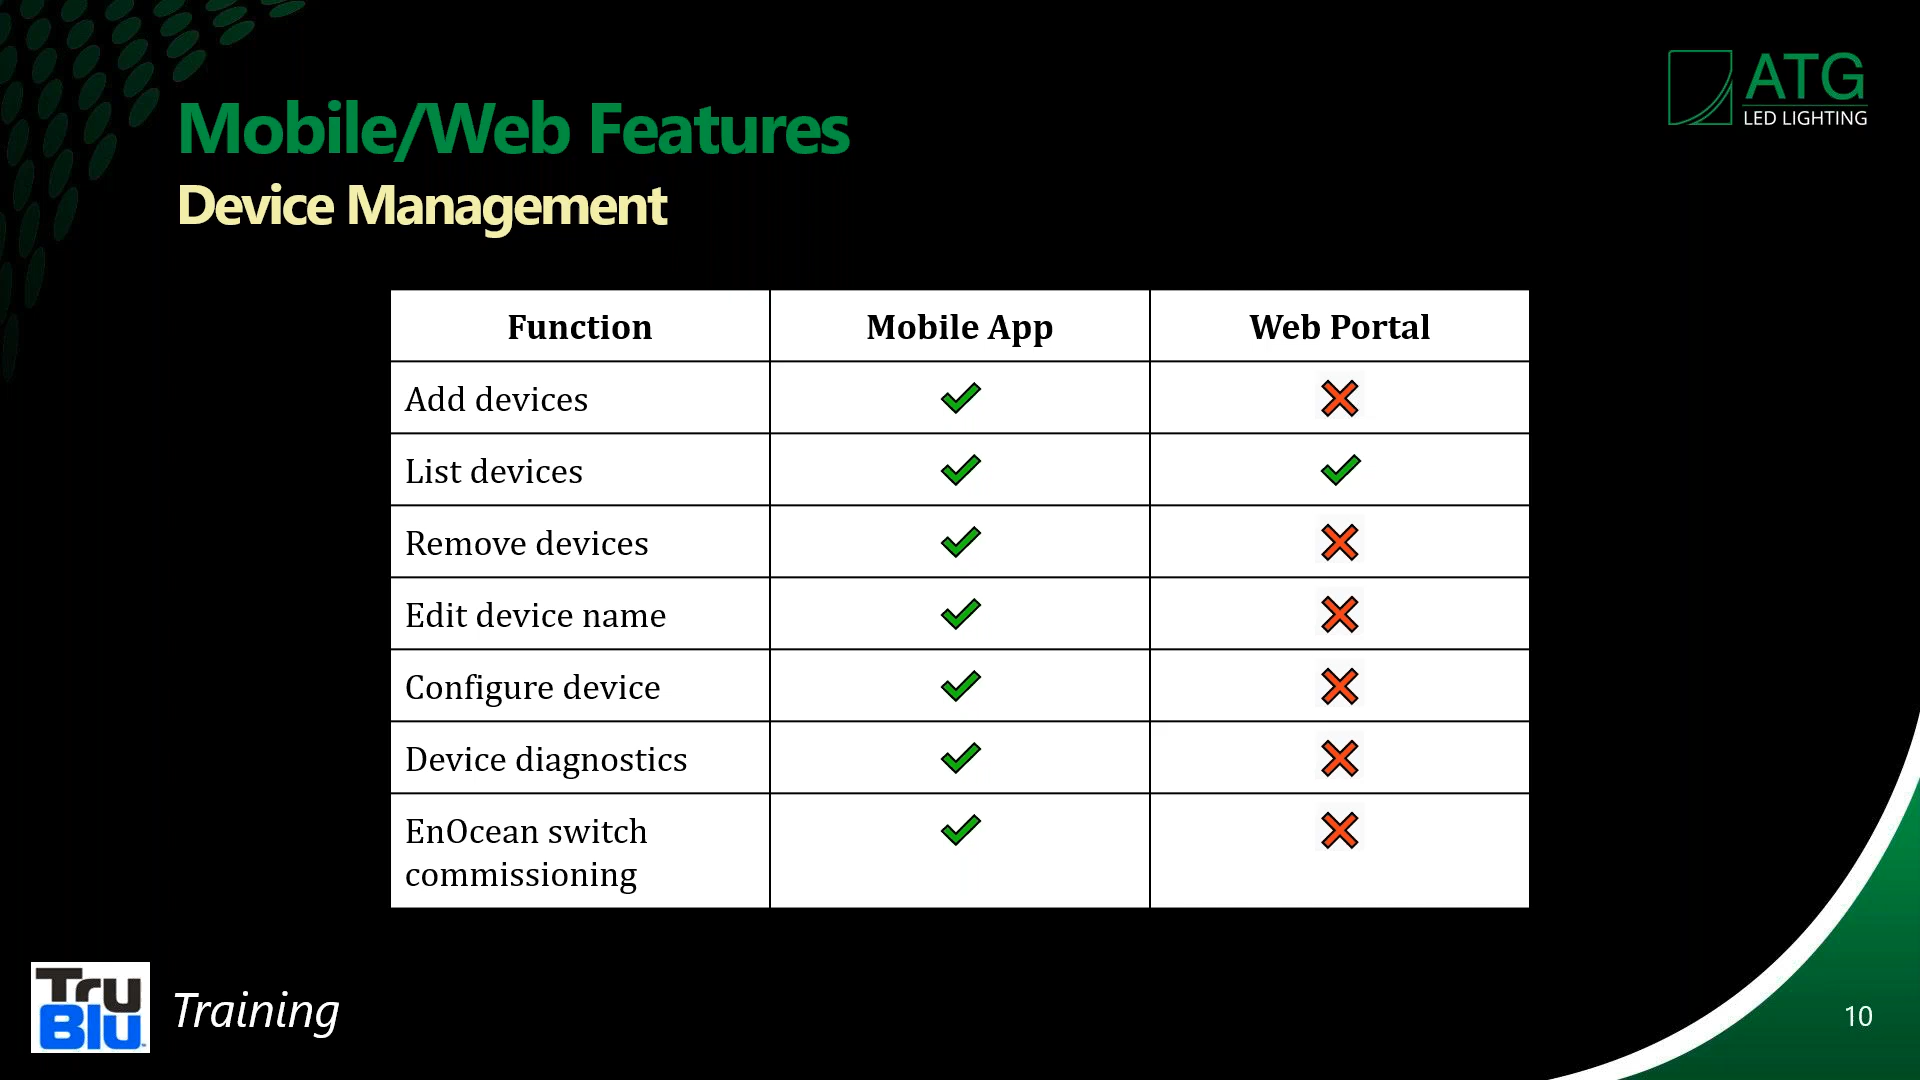 ATG
LED LIGHTING
Mobile/Web Features
Device Management
Function Mobile App Web Portal
Add devices
List devices
Remove devices
Edit device name
Configure device
Device diagnostics
EnOcean switch
commissioning
Tru
Blu
Training
10